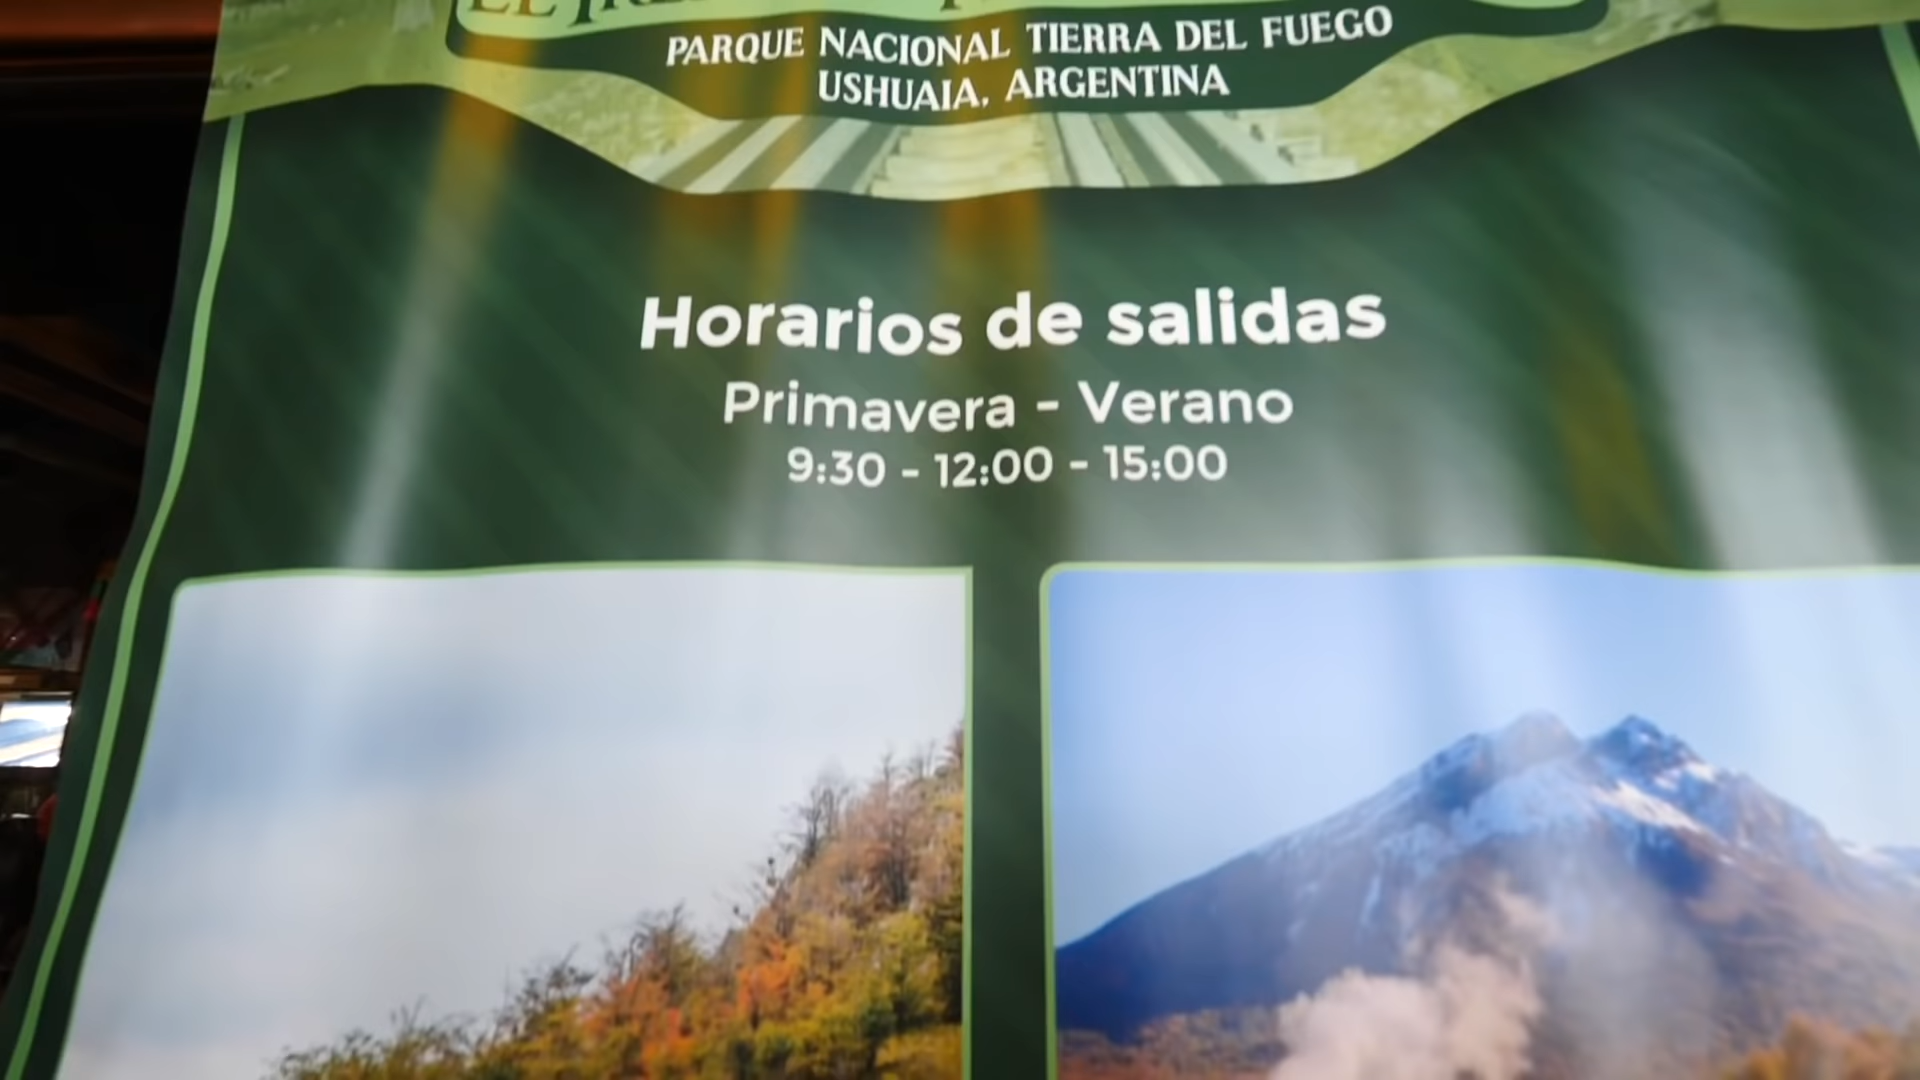 PARQUE NACIONAL TIERRA DEL FUEGO
USHUAIA, ARGENTINA
Horarios de salidas
Primavera - Verano
9:30 - 12:00 - 15:00